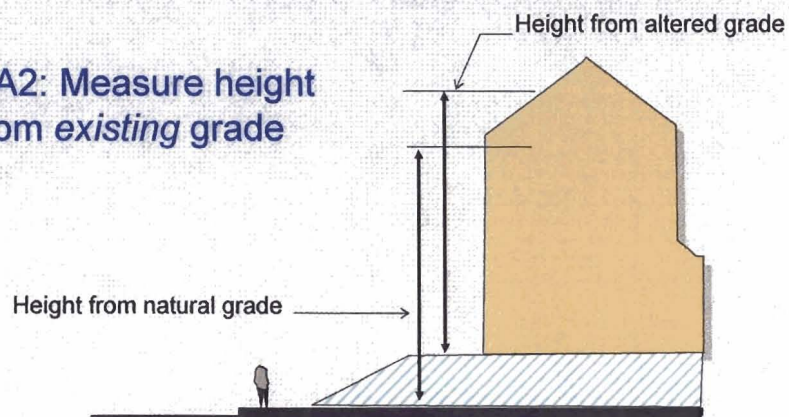 A2: Measure height
om existing grade
Height from altered grade
Height from natural grade